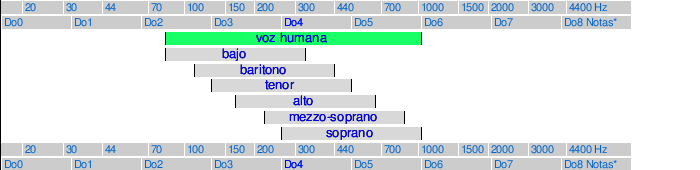 20 30 44 70 100 150 200 300 440 700 1000 1500 2000 3000 4400 Hz
Do0 Do1 Do2 Do3 Do4 Do5 Do6 Do7 Do8 Notas*
voz humana
bajo
baritono
tenor
alto
mezzo-soprano
soprano
20 30 44 70 100 150 200 300 440 700 1000 1500 2000 3000 4400 Hz
Do0 Do1 Do2 Do3 Do4 Do5 Do6 Do7 Do8 Notas*